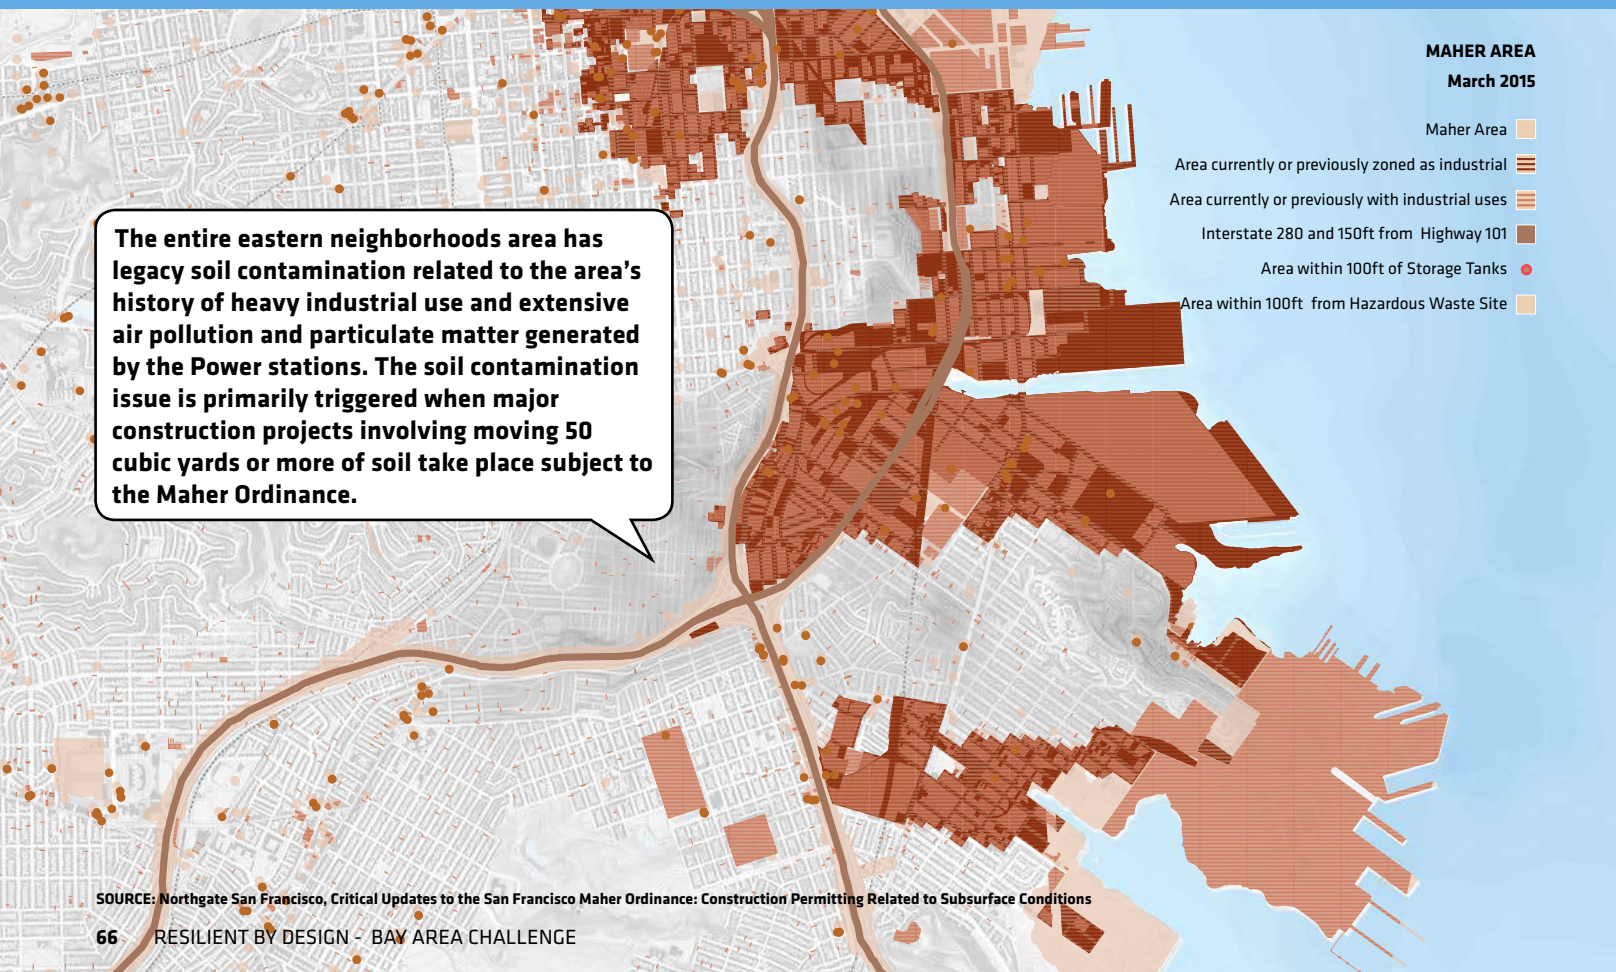 MAHER AREA
March 2015
Maher Area
Area currently or previously zoned as industrial
Area currently or previously with industrial uses
Interstate 280 and 150ft from Highway 101
Area within 100ft of Storage Tanks
Area within 100ft from Hazardous Waste Site
The entire eastern neighborhoods area has
legacy soil contamination related to the area's
history of heavy industrial use and extensive
air pollution and particulate matter generated
by the Power stations. The soil contamination
issue is primarily triggered when major
construction projects involving moving 50
cubic yards or more of soil take place subject to
the Maher Ordinance.
SOURCE: Northgate San Francisco, Critical Updates to the San Francisco Maher Ordinance: Construction Permitting Related to Subsurface Conditions
66 RESILIENT BY DESIGN - BAY AREA CHALLENGE